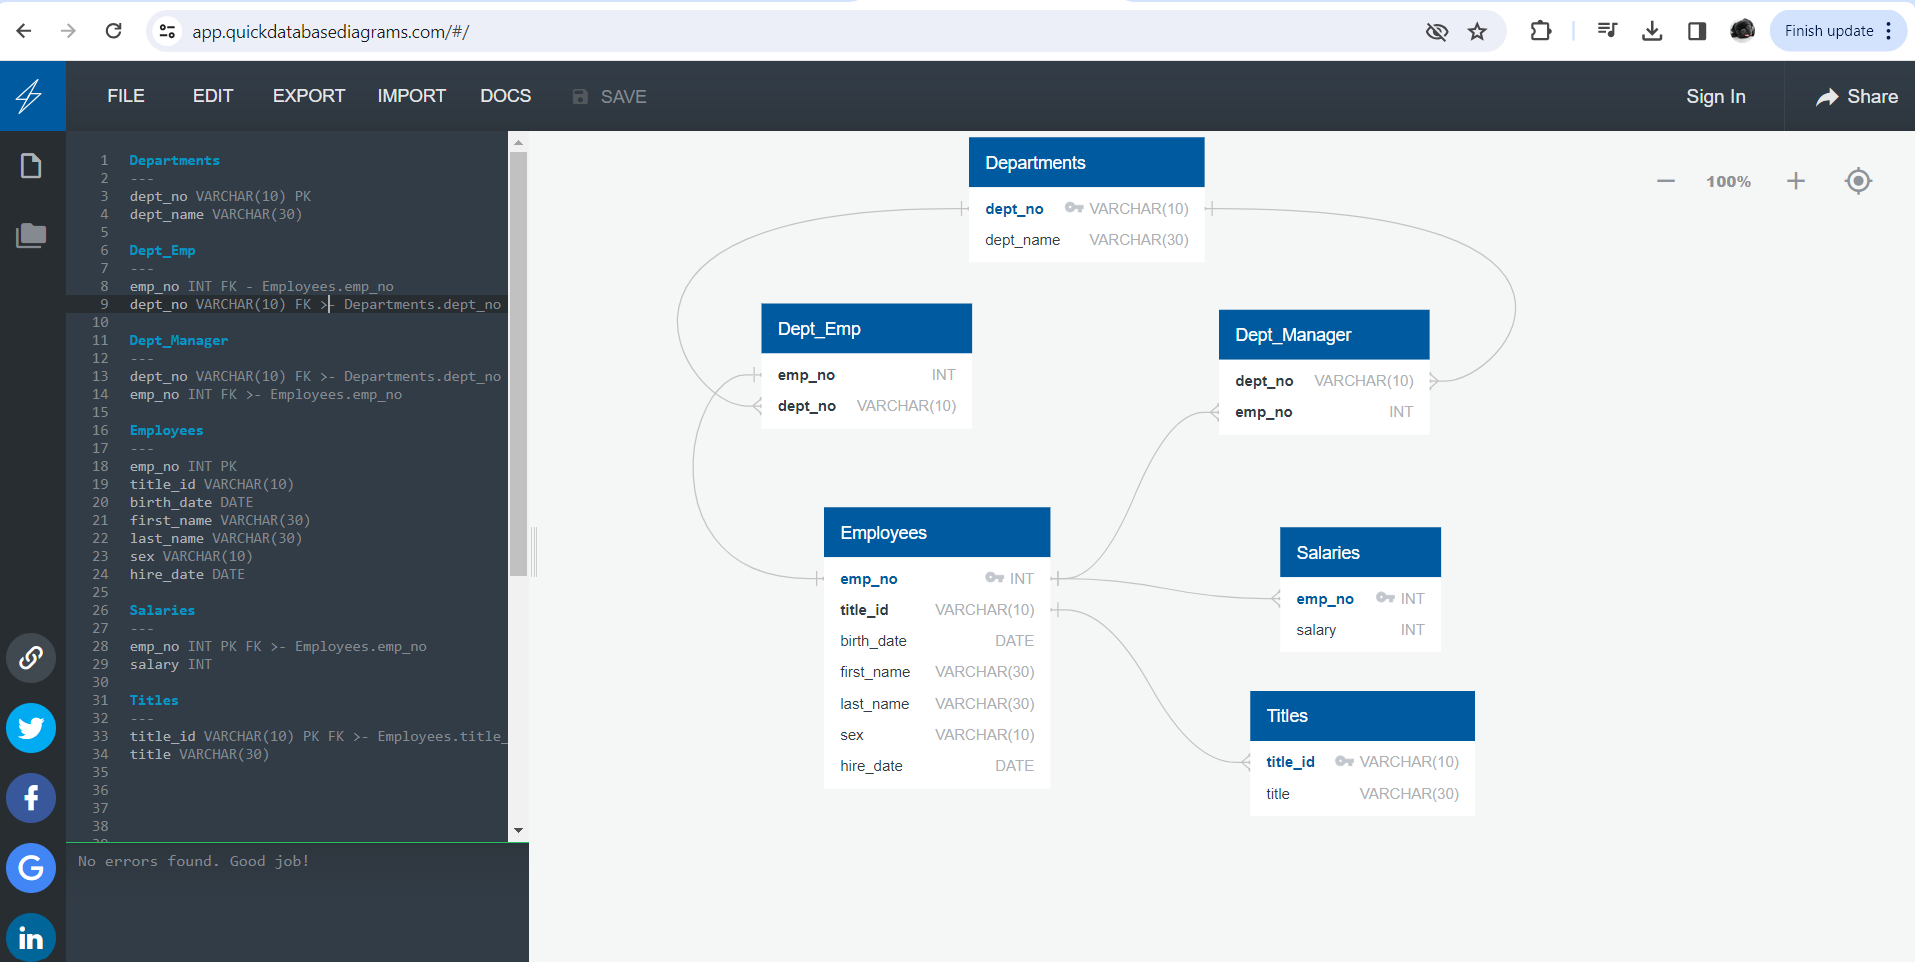 app.quickdatabasediagrams.com/#/
Finish update
FILE EDIT EXPORT IMPORT DOCS SAVE
Sign In Share
1 Departments
2 ---
3 dept_no VARCHAR(10) PK
4 dept_name VARCHAR(30)
5
6 Dept_Emp
7 ---
8 emp_no INT FK - Employees.emp_no
9 dept_no VARCHAR(10) FK >- Departments.dept_no
10
11 Dept_Manager
12 ---
13 dept_no VARCHAR(10) FK >- Departments.dept_no
14 emp_no INT FK >- Employees.emp_no
15
16 Employees
17 ---
18 emp_no INT PK
19 title_id VARCHAR(10)
20 birth_date DATE
21 first_name VARCHAR(30)
22 last_name VARCHAR(30)
23 sex VARCHAR(10)
24 hire_date DATE
25
26 Salaries
27 ---
28 emp_no INT PK FK >- Employees.emp_no
29 salary INT
30
31 Titles
32 ---
33 title_id VARCHAR(10) PK FK >- Employees.title_
34 title VARCHAR(30)
35
36
37
38
No errors found. Good job!
100%
Departments
dept_no VARCHAR(10)
dept_name VARCHAR(30)
Dept_Emp
emp_no INT
dept_no VARCHAR(10)
Dept_Manager
dept_no VARCHAR(10)
emp_no INT
Employees
emp_no INT
title_id VARCHAR(10)
birth_date DATE
first_name VARCHAR(30)
last_name VARCHAR(30)
sex VARCHAR(10)
hire_date DATE
Salaries
emp_no INT
salary INT
Titles
title_id VARCHAR(10)
title VARCHAR(30)